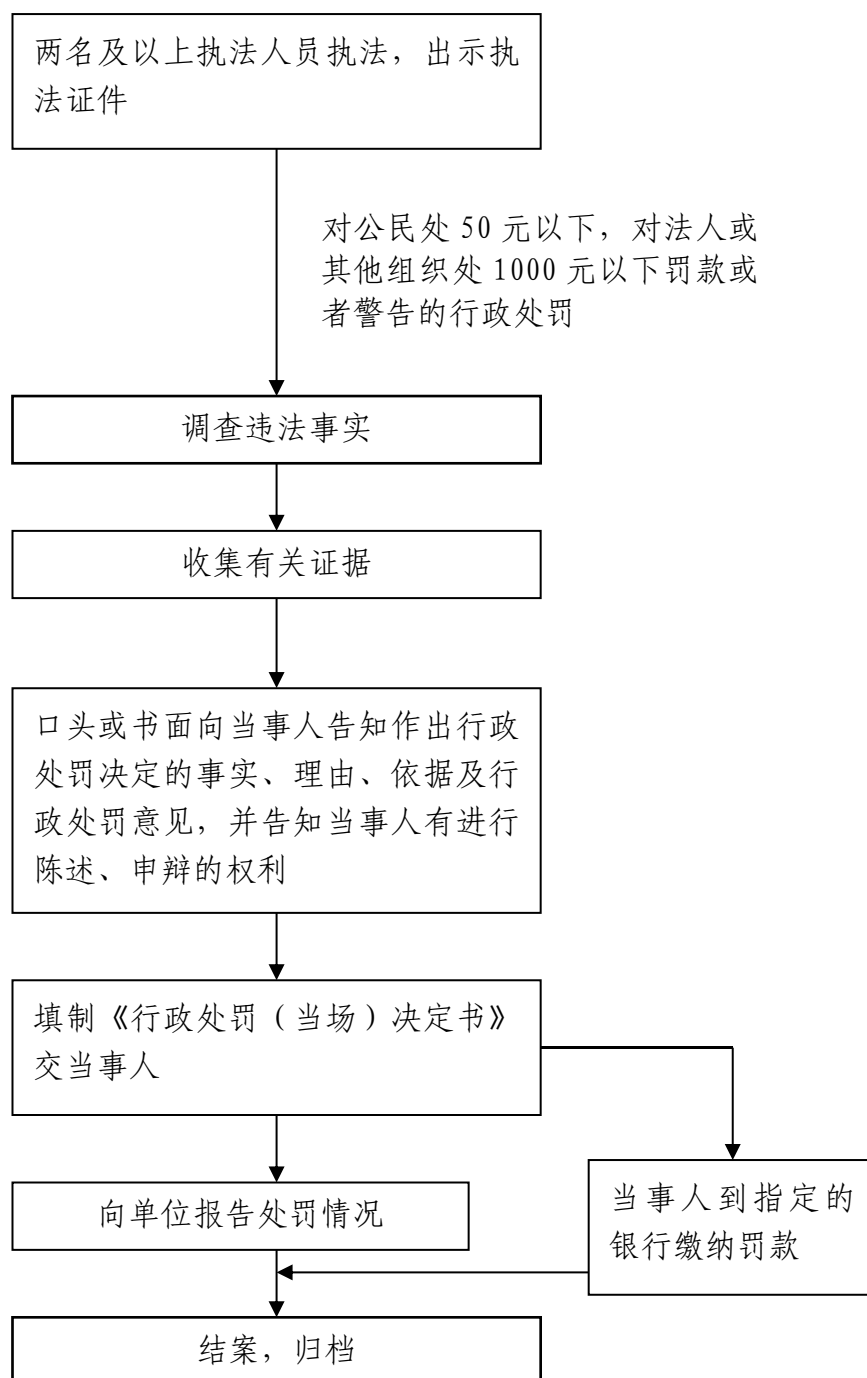 两名及以上执法人员执法，出示执
法证件
对公民处 50 元以下，对法人或
其他组织处 1000 元以下罚款或
者警告的行政处罚
调查违法事实
收集有关证据
口头或书面向当事人告知作出行政
处罚决定的事实、理由、依据及行
政处罚意见，并告知当事人有进行
陈述、申辩的权利
填制《行政处罚（当场）决定书》
交当事人
向单位报告处罚情况
当事人到指定的
银行缴纳罚款
结案，归档